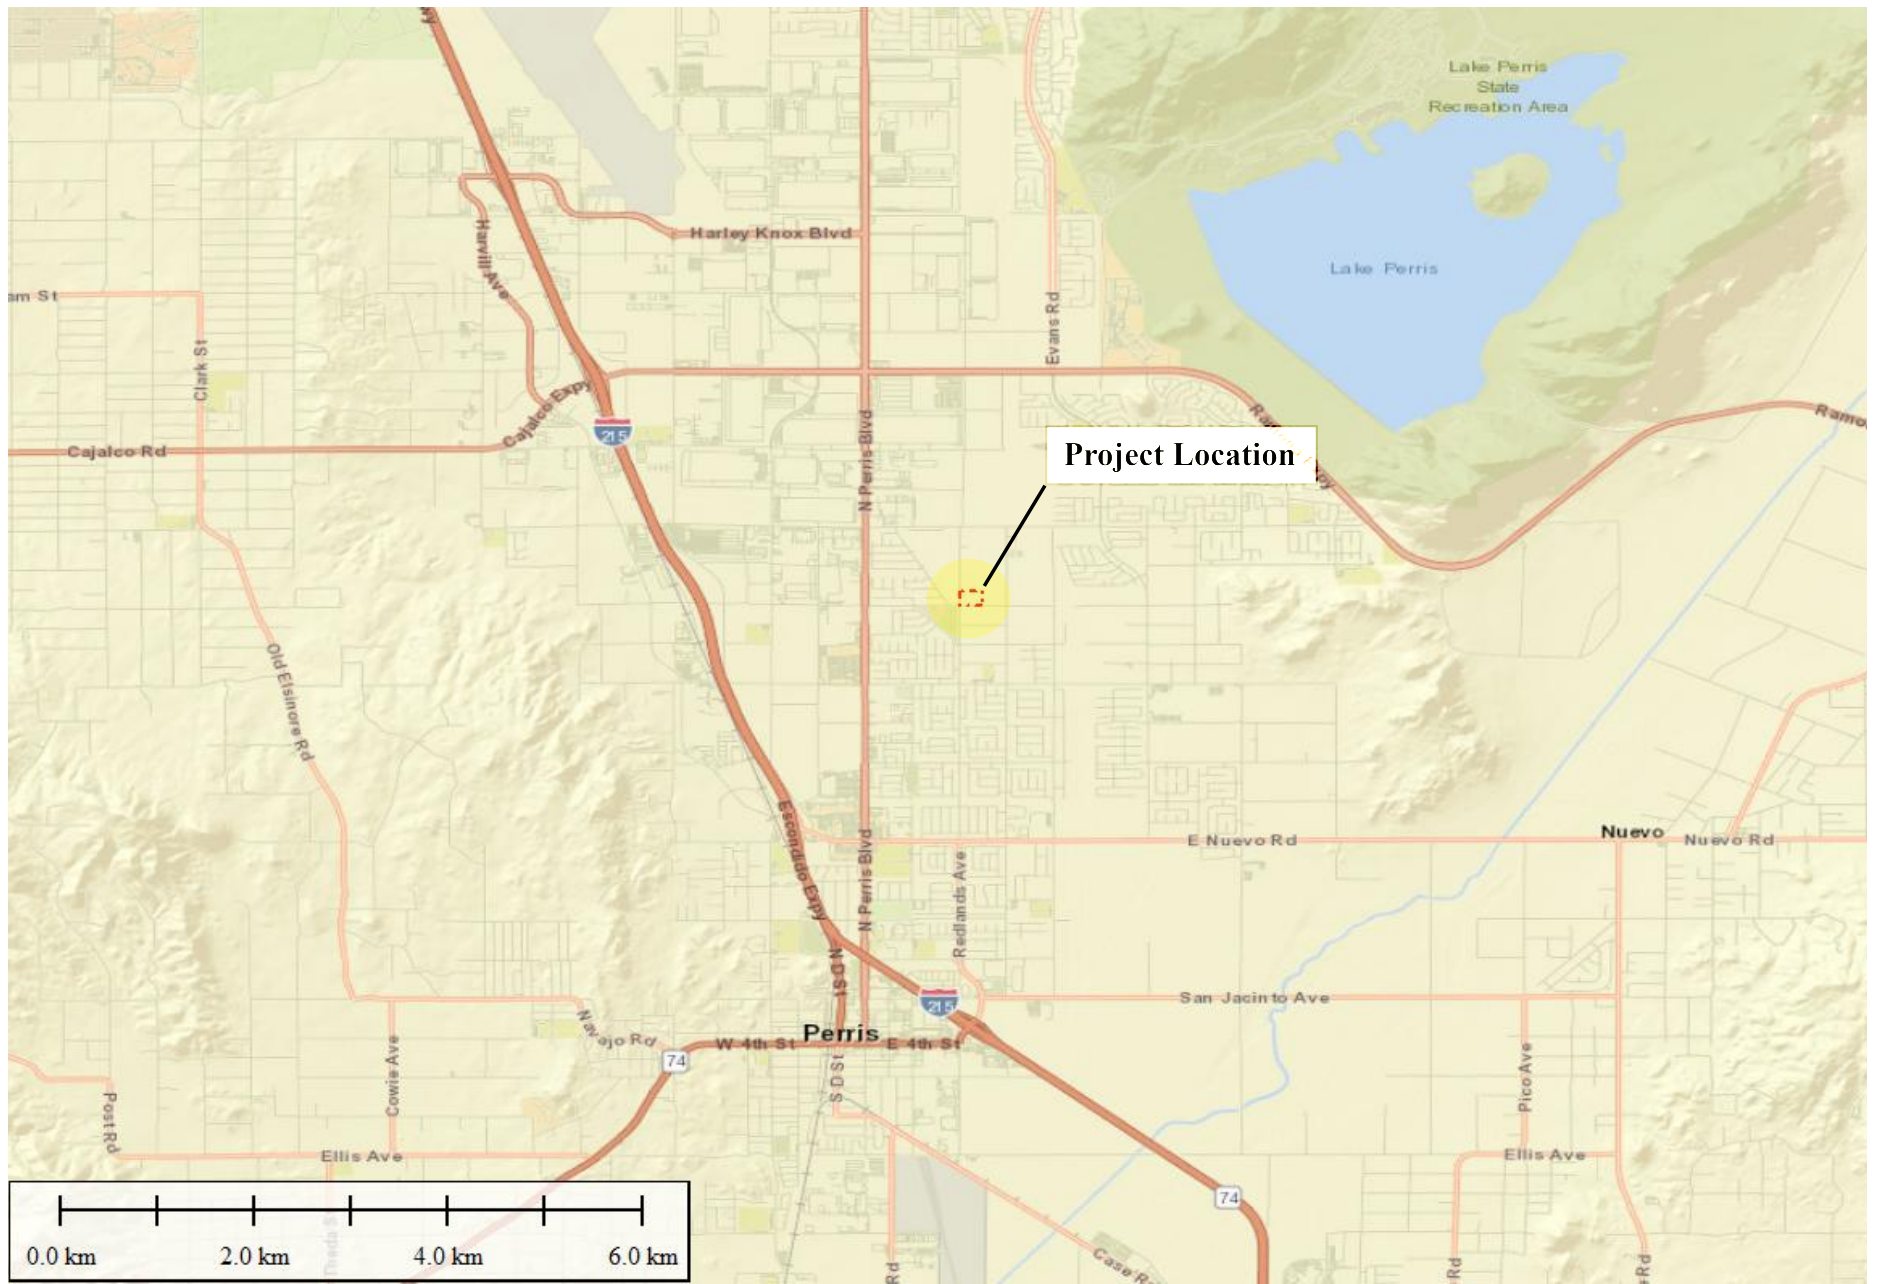 Lake Perris
State
Recreation Area
Harley Knox Blvd
Harvill Ave
Lake Perris
Evans Rd
Clark St
Cajalco Expy
215
N Perris Blvd
Cajalco Rd
Project Location
Old Elsinore Rd
Escondido Expy
Nuevo
E Nuevo Rd
Nuevo Rd
N Perris Blvd
Redlands Ave
N D St
215
San Jacinto Ave
Navajo Rd
Perris
W 4th St
E 4th St
74
S D St
Cowie Ave
Pico Ave
Post Rd
Ellis Ave
Ellis Ave
74
0.0 km
2.0 km
4.0 km
6.0 km
Case
Rd
Rd
Rd